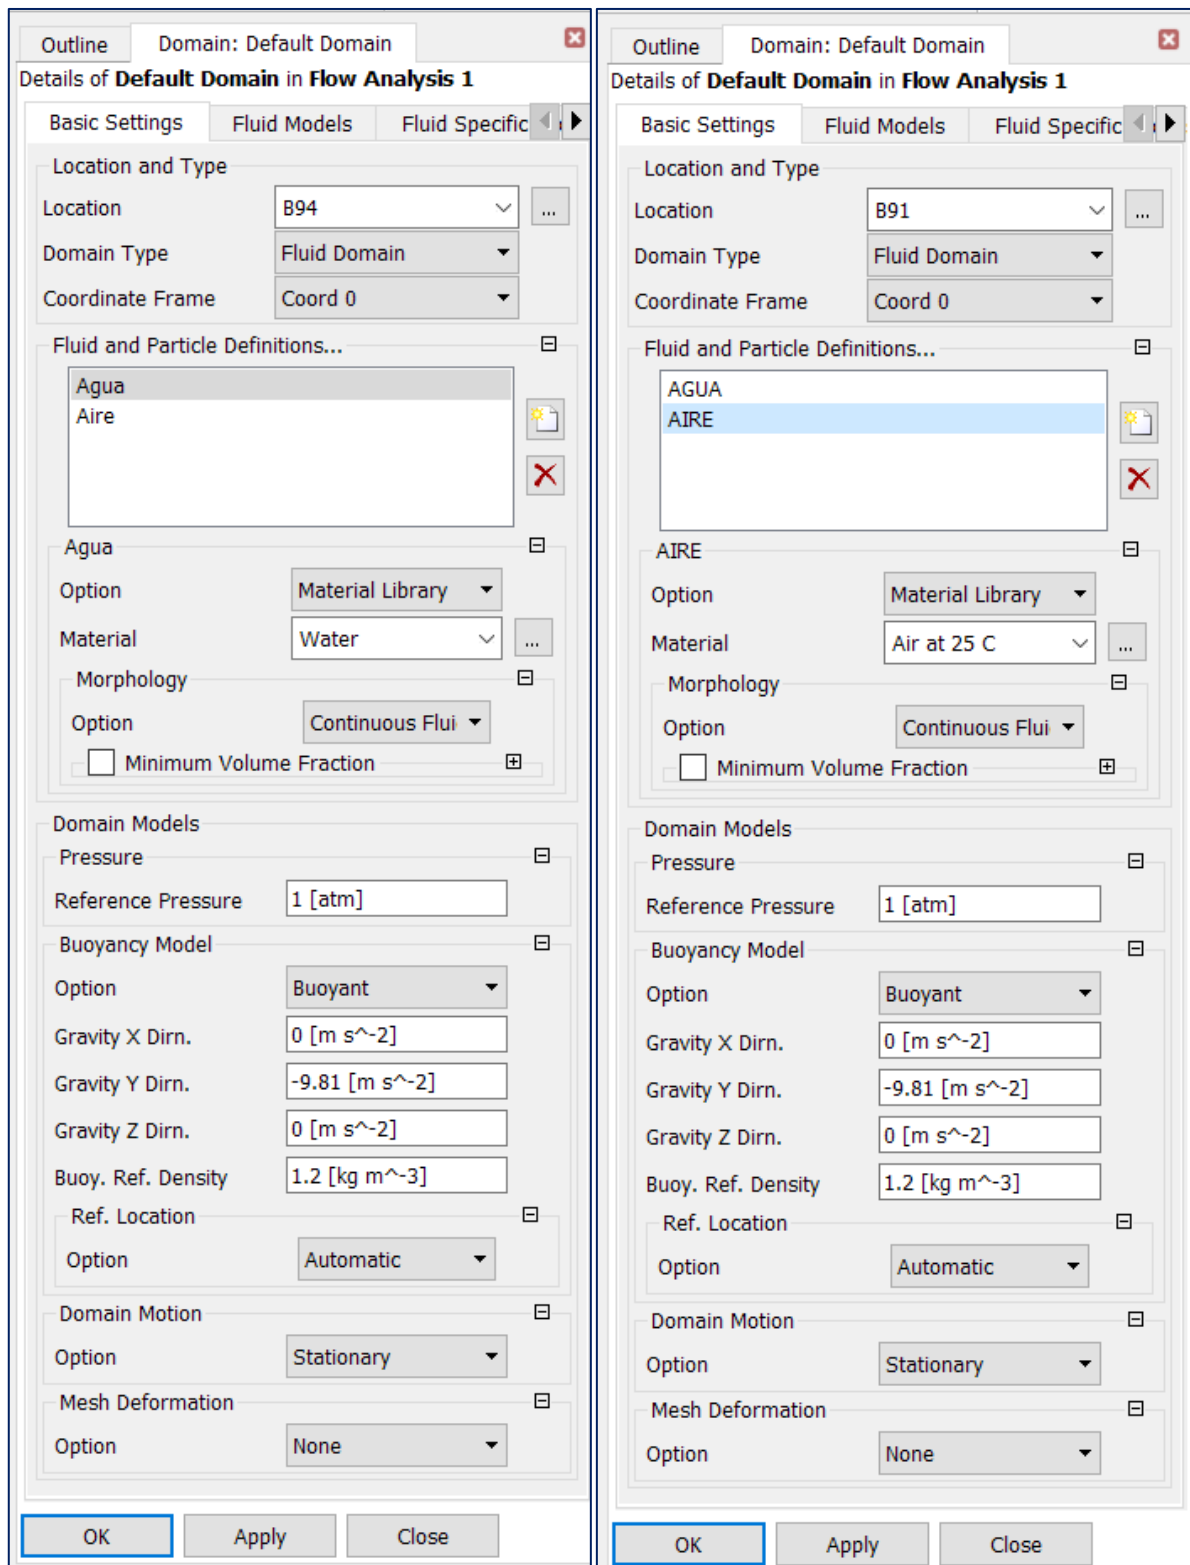 Outline Domain: Default Domain
Details of Default Domain in Flow Analysis 1
Basic Settings Fluid Models Fluid Specific
Location and Type
Location B94 ...
Domain Type Fluid Domain
Coordinate Frame Coord 0
Fluid and Particle Definitions...
Agua
Aire
Agua
Option Material Library
Material Water ...
Morphology
Option Continuous Flui
Minimum Volume Fraction
Domain Models
Pressure
Reference Pressure 1 [atm]
Buoyancy Model
Option Buoyant
Gravity X Dirn. 0 [m s^-2]
Gravity Y Dirn. -9.81 [m s^-2]
Gravity Z Dirn. 0 [m s^-2]
Buoy. Ref. Density 1.2 [kg m^-3]
Ref. Location
Option Automatic
Domain Motion
Option Stationary
Mesh Deformation
Option None
OK Apply Close
Outline Domain: Default Domain
Details of Default Domain in Flow Analysis 1
Basic Settings Fluid Models Fluid Specific
Location and Type
Location B91 ...
Domain Type Fluid Domain
Coordinate Frame Coord 0
Fluid and Particle Definitions...
AGUA
AIRE
AIRE
Option Material Library
Material Air at 25 C ...
Morphology
Option Continuous Flui
Minimum Volume Fraction
Domain Models
Pressure
Reference Pressure 1 [atm]
Buoyancy Model
Option Buoyant
Gravity X Dirn. 0 [m s^-2]
Gravity Y Dirn. -9.81 [m s^-2]
Gravity Z Dirn. 0 [m s^-2]
Buoy. Ref. Density 1.2 [kg m^-3]
Ref. Location
Option Automatic
Domain Motion
Option Stationary
Mesh Deformation
Option None
OK Apply Close